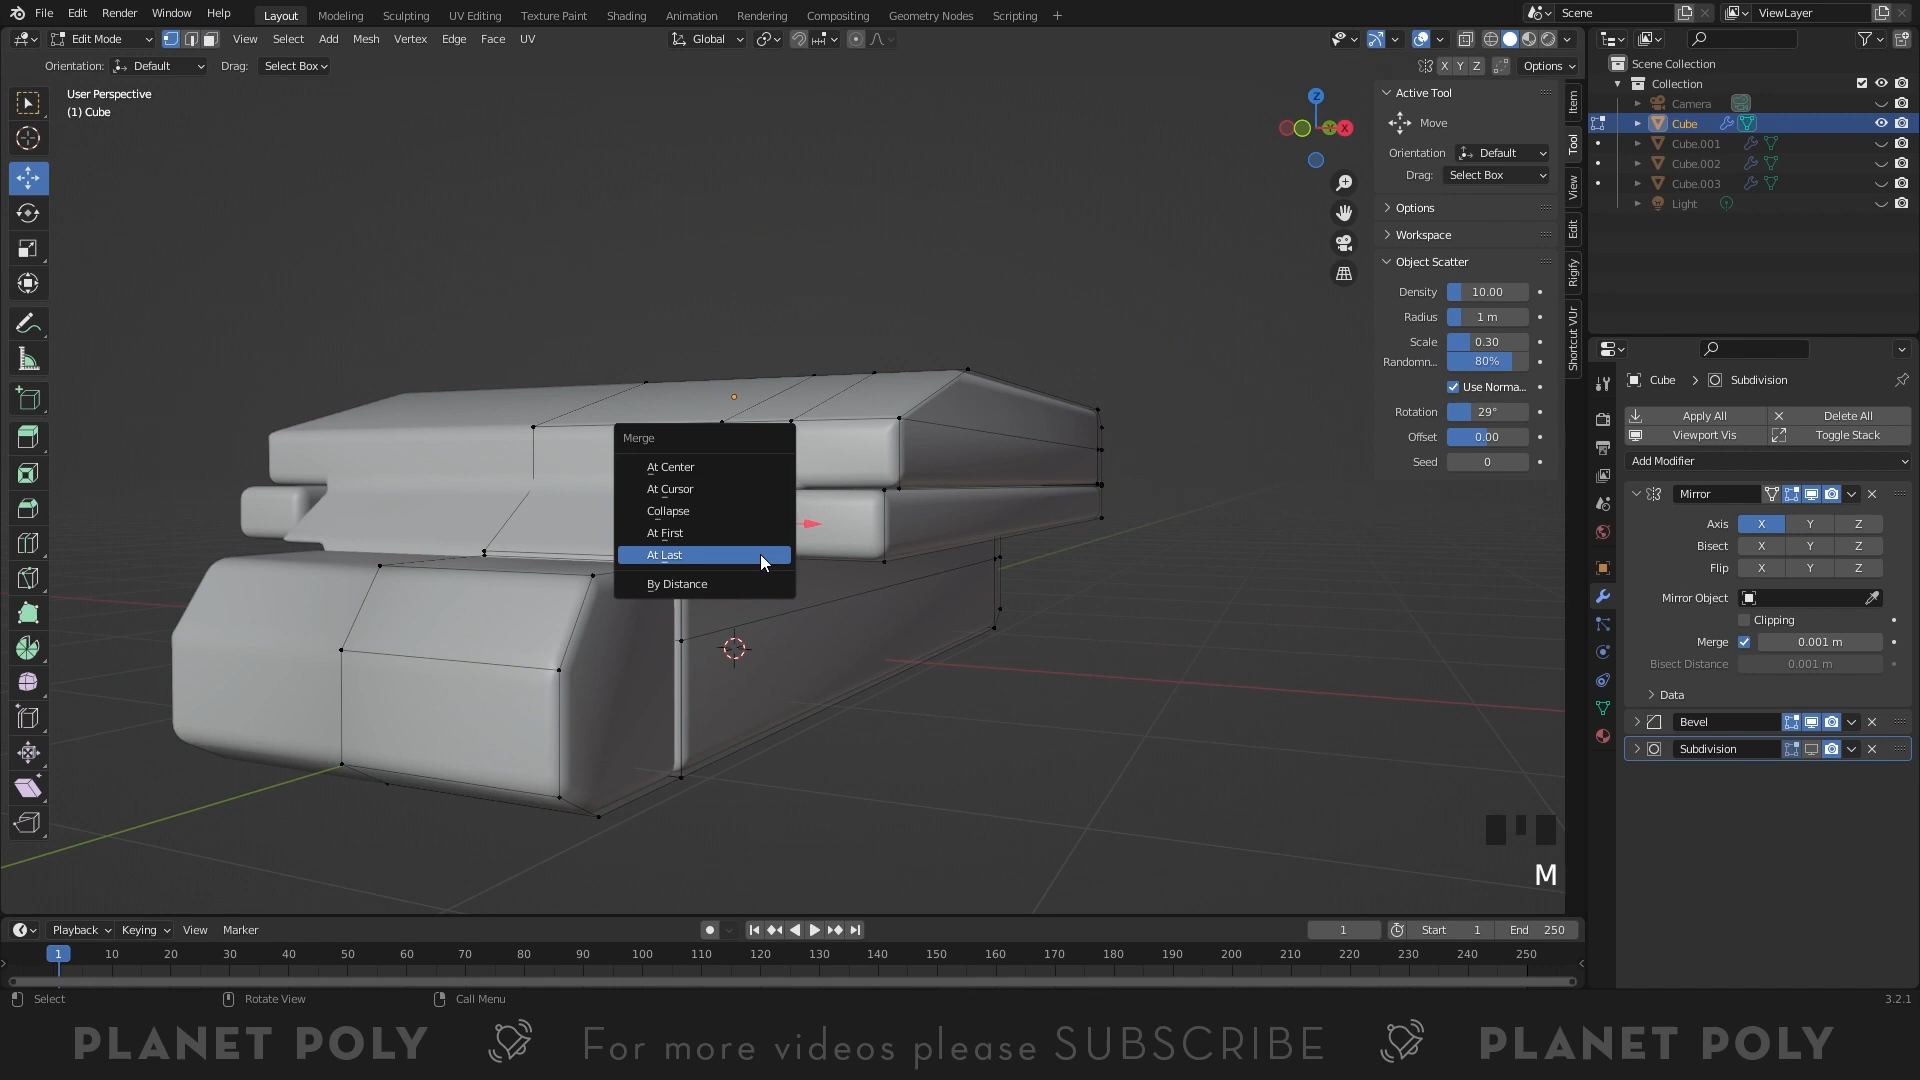 File Edit Render Window Help Layout Modeling Sculpting UV Editing Texture Paint Shading Animation Rendering Compositing Geometry Nodes Scripting + Scene ViewLayer
Edit Mode View Select Add Mesh Vertex Edge Face UV Global
Orientation: Default Drag: Select Box X Y Z Options
User Perspective
(1) Cube
Z
Y
X
Active Tool
Move
Orientation Default
Drag: Select Box
Options
Workspace
Object Scatter
Density 10.00
Radius 1 m
Scale 0.30
Randomn... 80%
Use Norma...
Rotation 29°
Offset 0.00
Seed 0
Item
Tool
View
Edit
Rigify
Shortcut VUr
Scene Collection
Collection
Camera
Cube
Cube.001
Cube.002
Cube.003
Light
Cube Subdivision
Apply All Delete All
Viewport Vis Toggle Stack
Add Modifier
Mirror
Axis X Y Z
Bisect X Y Z
Flip X Y Z
Mirror Object
Clipping
Merge 0.001 m
Bisect Distance 0.001 m
Data
Bevel
Subdivision
Merge
At Center
At Cursor
Collapse
At First
At Last
By Distance
M
Playback Keying View Marker 1 Start 1 End 250
1 10 20 30 40 50 60 70 80 90 100 110 120 130 140 150 160 170 180 190 200 210 220 230 240 250
Select Rotate View Call Menu 3.2.1
PLANET POLY For more videos please SUBSCRIBE PLANET POLY